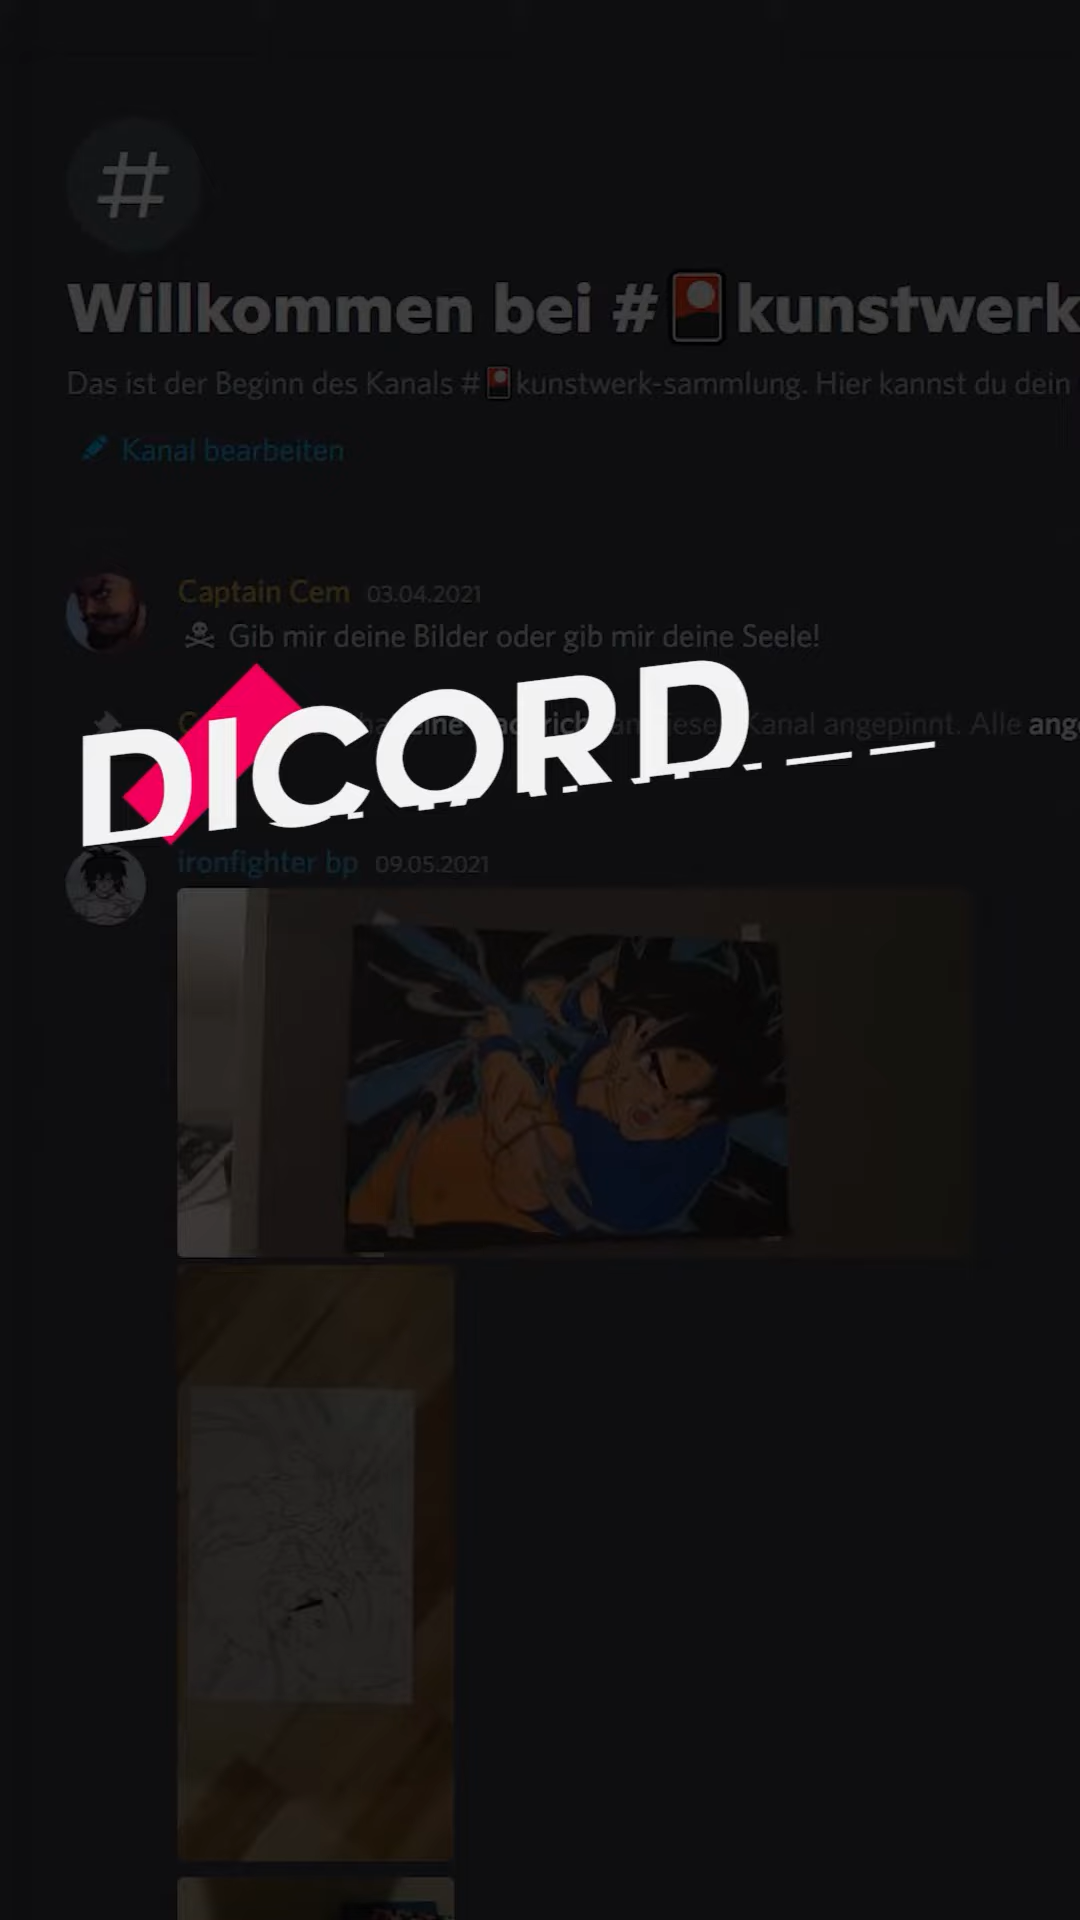 #
Willkommen bei #🎴kunstwerk
Das ist der Beginn des Kanals #🎴kunstwerk-sammlung. Hier kannst du dein
Kanal bearbeiten
Captain Cem 03.04.2021
☠ Gib mir deine Bilder oder gib mir deine Seele!
Kanal angepinnt. Alle
DICORD
ironfighter bp 09.05.2021